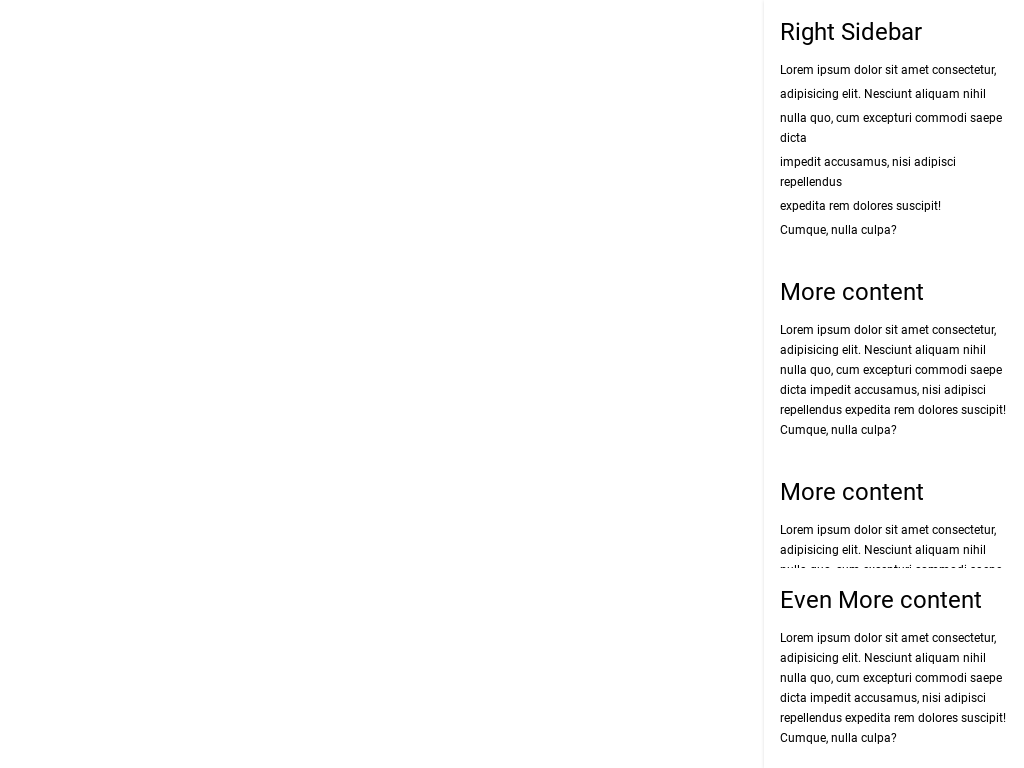 Right Sidebar
Lorem ipsum dolor sit amet consectetur,
adipisicing elit. Nesciunt aliquam nihil
nulla quo, cum excepturi commodi saepe
dicta
impedit accusamus, nisi adipisci
repellendus
expedita rem dolores suscipit!
Cumque, nulla culpa?
More content
Lorem ipsum dolor sit amet consectetur,
adipisicing elit. Nesciunt aliquam nihil
nulla quo, cum excepturi commodi saepe
dicta impedit accusamus, nisi adipisci
repellendus expedita rem dolores suscipit!
Cumque, nulla culpa?
More content
Lorem ipsum dolor sit amet consectetur,
adipisicing elit. Nesciunt aliquam nihil
Even More content
Lorem ipsum dolor sit amet consectetur,
adipisicing elit. Nesciunt aliquam nihil
nulla quo, cum excepturi commodi saepe
dicta impedit accusamus, nisi adipisci
repellendus expedita rem dolores suscipit!
Cumque, nulla culpa?